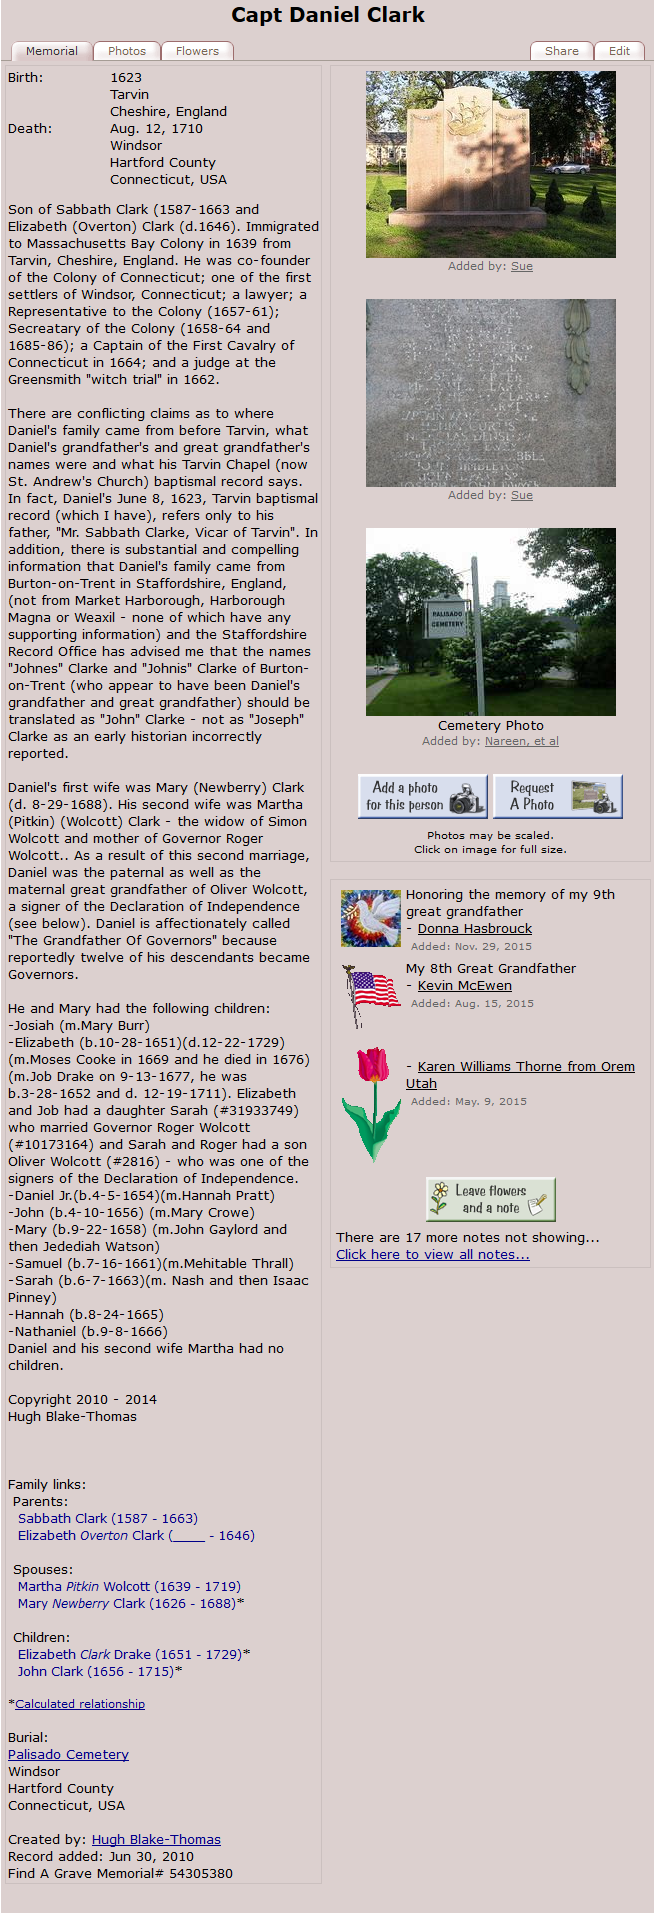 Capt Daniel Clark
Memorial
Photos
Flowers
Share
Edit
Birth: 1623
Tarvin
Cheshire, England
Death: Aug. 12, 1710
Windsor
Hartford County
Connecticut, USA
Son of Sabbath Clark (1587-1663 and
Elizabeth (Overton) Clark (d.1646). Immigrated
to Massachusetts Bay Colony in 1639 from
Tarvin, Cheshire, England. He was co-founder
of the Colony of Connecticut; one of the first
settlers of Windsor, Connecticut; a lawyer; a
Representative to the Colony (1657-61);
Secreatary of the Colony (1658-64 and
1685-86); a Captain of the First Cavalry of
Connecticut in 1664; and a judge at the
Greensmith "witch trial" in 1662.
There are conflicting claims as to where
Daniel's family came from before Tarvin, what
Daniel's grandfather's and great grandfather's
names were and what his Tarvin Chapel (now
St. Andrew's Church) baptismal record says.
In fact, Daniel's June 8, 1623, Tarvin baptismal
record (which I have), refers only to his
father, "Mr. Sabbath Clarke, Vicar of Tarvin". In
addition, there is substantial and compelling
information that Daniel's family came from
Burton-on-Trent in Staffordshire, England,
(not from Market Harborough, Harborough
Magna or Weaxil - none of which have any
supporting information) and the Staffordshire
Record Office has advised me that the names
"Johnes" Clarke and "Johnis" Clarke of Burton-
on-Trent (who appear to have been Daniel's
grandfather and great grandfather) should be
translated as "John" Clarke - not as "Joseph"
Clarke as an early historian incorrectly
reported.
Daniel's first wife was Mary (Newberry) Clark
(d. 8-29-1688). His second wife was Martha
(Pitkin) (Wolcott) Clark - the widow of Simon
Wolcott and mother of Governor Roger
Wolcott.. As a result of this second marriage,
Daniel was the paternal as well as the
maternal great grandfather of Oliver Wolcott,
a signer of the Declaration of Independence
(see below). Daniel is affectionately called
"The Grandfather Of Governors" because
reportedly twelve of his descendants became
Governors.
He and Mary had the following children:
-Josiah (m.Mary Burr)
-Elizabeth (b.10-28-1651)(d.12-22-1729)
(m.Moses Cooke in 1669 and he died in 1676)
(m.Job Drake on 9-13-1677, he was
b.3-28-1652 and d. 12-19-1711). Elizabeth
and Job had a daughter Sarah (#31933749)
who married Governor Roger Wolcott
(#10173164) and Sarah and Roger had a son
Oliver Wolcott (#2816) - who was one of the
signers of the Declaration of Independence.
-Daniel Jr.(b.4-5-1654)(m.Hannah Pratt)
-John (b.4-10-1656) (m.Mary Crowe)
-Mary (b.9-22-1658) (m.John Gaylord and
then Jedediah Watson)
-Samuel (b.7-16-1661)(m.Mehitable Thrall)
-Sarah (b.6-7-1663)(m. Nash and then Isaac
Pinney)
-Hannah (b.8-24-1665)
-Nathaniel (b.9-8-1666)
Daniel and his second wife Martha had no
children.
Copyright 2010 - 2014
Hugh Blake-Thomas
Family links:
Parents:
Sabbath Clark (1587 - 1663)
Elizabeth Overton Clark (____ - 1646)
Spouses:
Martha Pitkin Wolcott (1639 - 1719)
Mary Newberry Clark (1626 - 1688)*
Children:
Elizabeth Clark Drake (1651 - 1729)*
John Clark (1656 - 1715)*
*Calculated relationship
Burial:
Palisado Cemetery
Windsor
Hartford County
Connecticut, USA
Created by: Hugh Blake-Thomas
Record added: Jun 30, 2010
Find A Grave Memorial# 54305380
Added by: Sue
HENRY CURTIS
Added by: Sue
PALISADO
CEMETERY
Cemetery Photo
Added by: Nareen, et al
Add a photo
for this person
Request
A Photo
Photos may be scaled.
Click on image for full size.
Honoring the memory of my 9th
great grandfather
- Donna Hasbrouck
Added: Nov. 29, 2015
My 8th Great Grandfather
- Kevin McEwen
Added: Aug. 15, 2015
- Karen Williams Thorne from Orem
Utah
Added: May. 9, 2015
Leave flowers
and a note
There are 17 more notes not showing...
Click here to view all notes...